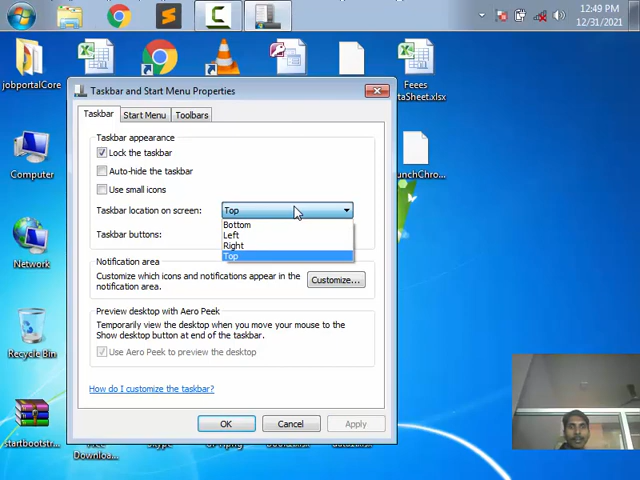 12:49 PM
12/31/2021
jobportalCore
Feees
ataSheet.xlsx
Taskbar and Start Menu Properties
Taskbar
Start Menu
Toolbars
Taskbar appearance
Lock the taskbar
Auto-hide the taskbar
Use small icons
Taskbar location on screen:
Top
Bottom
Left
Right
Top
Taskbar buttons:
Notification area
Customize which icons and notifications appear in the
notification area.
Customize...
Preview desktop with Aero Peek
Temporarily view the desktop when you move your mouse to the
Show desktop button at end of the taskbar.
Use Aero Peek to preview the desktop
How do I customize the taskbar?
OK
Cancel
Apply
Computer
unchChro...
Network
Recycle Bin
startbootstr...
Downloa...